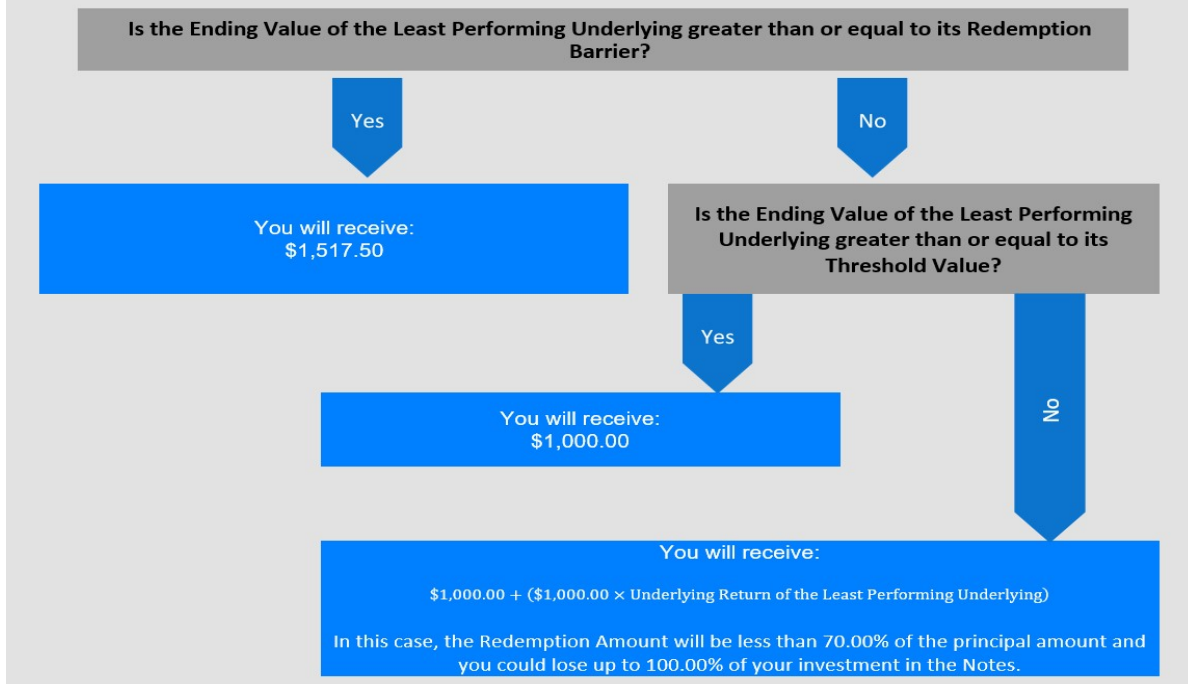 Is the Ending Value of the Least Performing Underlying greater than or equal to its Redemption
Barrier?
Yes
No
You will receive:
$1,517.50
Is the Ending Value of the Least Performing
Underlying greater than or equal to its
Threshold Value?
Yes
No
You will receive:
$1,000.00
You will receive:
$1,000.00 + ($1,000.00 × Underlying Return of the Least Performing Underlying)
In this case, the Redemption Amount will be less than 70.00% of the principal amount and
you could lose up to 100.00% of your investment in the Notes.